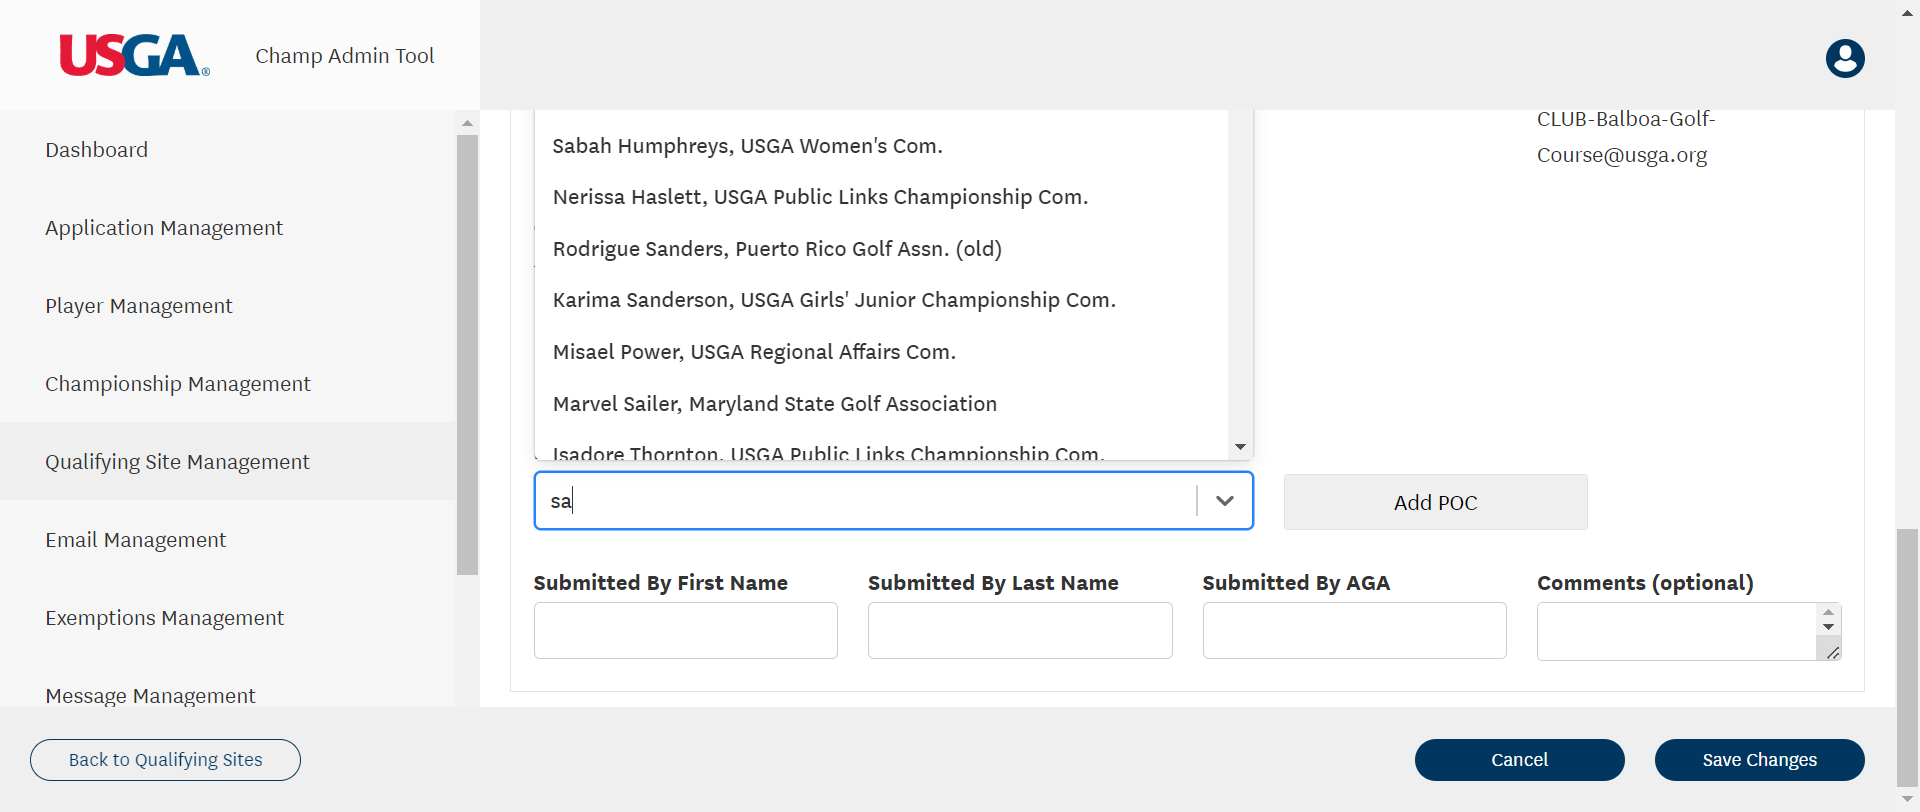 USGA®
Champ Admin Tool
Dashboard
Application Management
Player Management
Championship Management
Qualifying Site Management
Email Management
Exemptions Management
Message Management
CLUB-Balboa-Golf-
Course@usga.org
Sabah Humphreys, USGA Women's Com.
Nerissa Haslett, USGA Public Links Championship Com.
Rodrigue Sanders, Puerto Rico Golf Assn. (old)
Karima Sanderson, USGA Girls' Junior Championship Com.
Misael Power, USGA Regional Affairs Com.
Marvel Sailer, Maryland State Golf Association
Isadore Thornton, USGA Public Links Championship Com.
sa
Add POC
Submitted By First Name
Submitted By Last Name
Submitted By AGA
Comments (optional)
Back to Qualifying Sites
Cancel
Save Changes